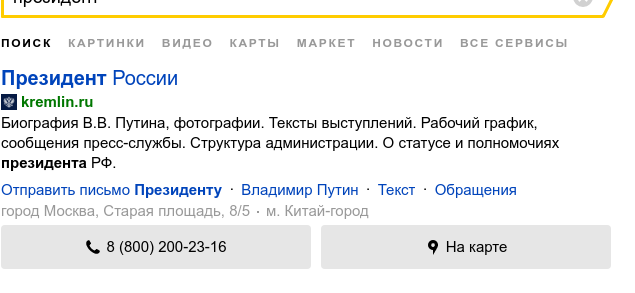 президент
ПОИСК КАРТИНКИ ВИДЕО КАРТЫ МАРКЕТ НОВОСТИ ВСЕ СЕРВИСЫ
Президент России
kremlin.ru
Биография В.В. Путина, фотографии. Тексты выступлений. Рабочий график,
сообщения пресс-службы. Структура администрации. О статусе и полномочиях
президента РФ.
Отправить письмо Президенту · Владимир Путин · Текст · Обращения
город Москва, Старая площадь, 8/5 · м. Китай-город
8 (800) 200-23-16 На карте